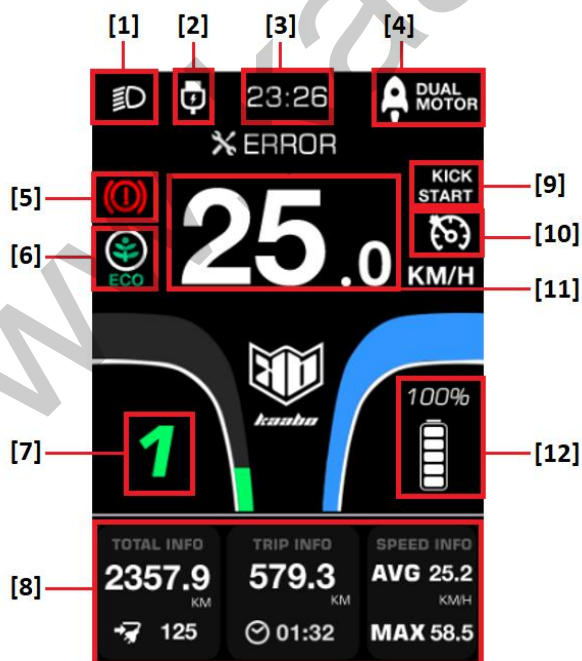 [1] [2] [3] [4]
23:26 DUAL MOTOR
ERROR
[5] KICK START [9]
25.0
[10]
[6] ECO KM/H
[11]
kaabo
100%
[7] 1 [12]
TOTAL INFO TRIP INFO SPEED INFO
2357.9 KM 579.3 KM AVG 25.2 KM/H
[8]
125 01:32 MAX 58.5